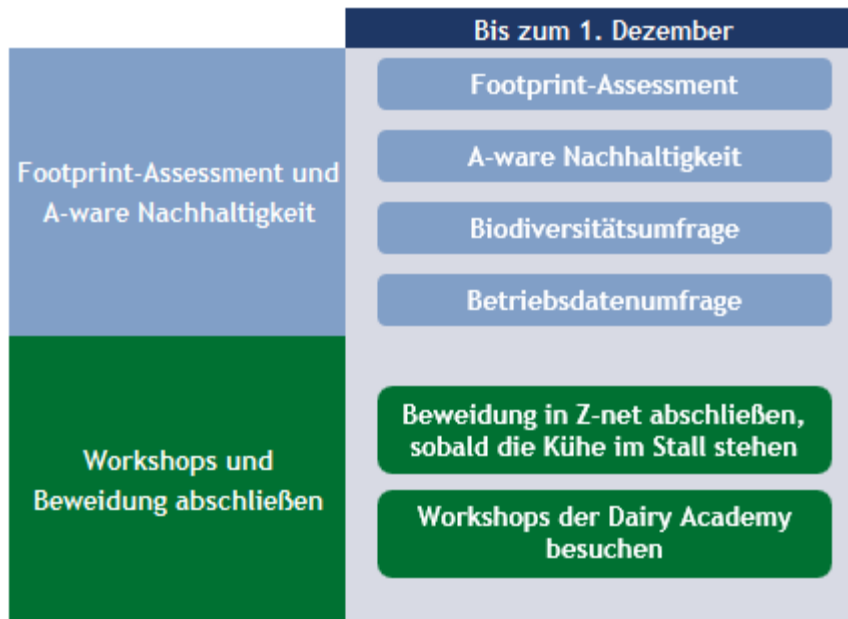 Bis zum 1. Dezember
Footprint-Assessment und
A-ware Nachhaltigkeit
Footprint-Assessment
A-ware Nachhaltigkeit
Biodiversitätsumfrage
Betriebsdatenumfrage
Workshops und
Beweidung abschließen
Beweidung in Z-net abschließen,
sobald die Kühe im Stall stehen
Workshops der Dairy Academy
besuchen